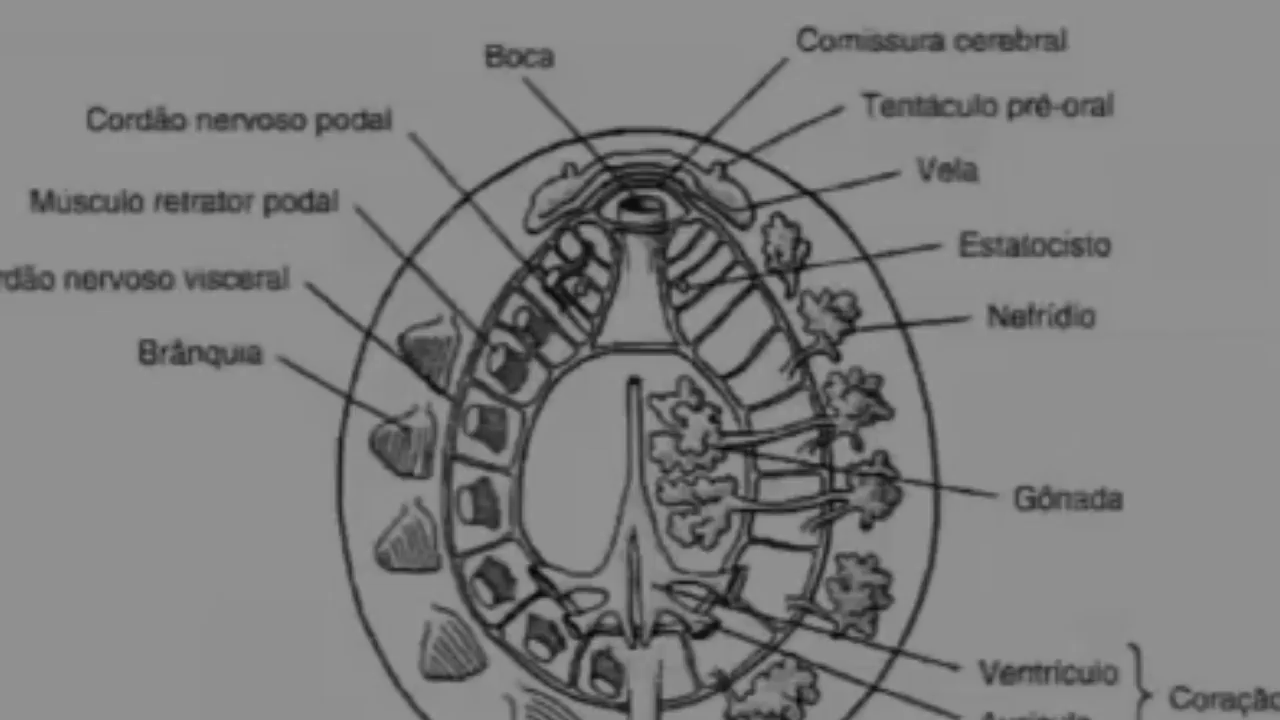 Boca
Comissura cerebral
Cordão nervoso podal
Tentáculo pré-oral
Vela
Músculo retrator podal
Estatocisto
rdão nervoso visceral
Nefrídio
Brânquia
Gônada
Ventrículo
Coração